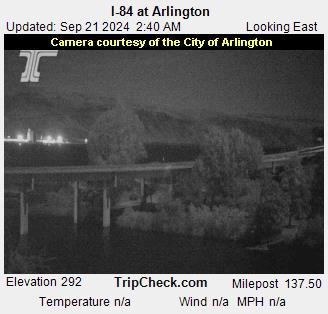 I-84 at Arlington
Updated: Sep 21 2024 2:40 AM Looking East
Camera courtesy of the City of Arlington
Elevation 292 TripCheck.com Milepost 137.50
Temperature n/a Wind n/a MPH n/a